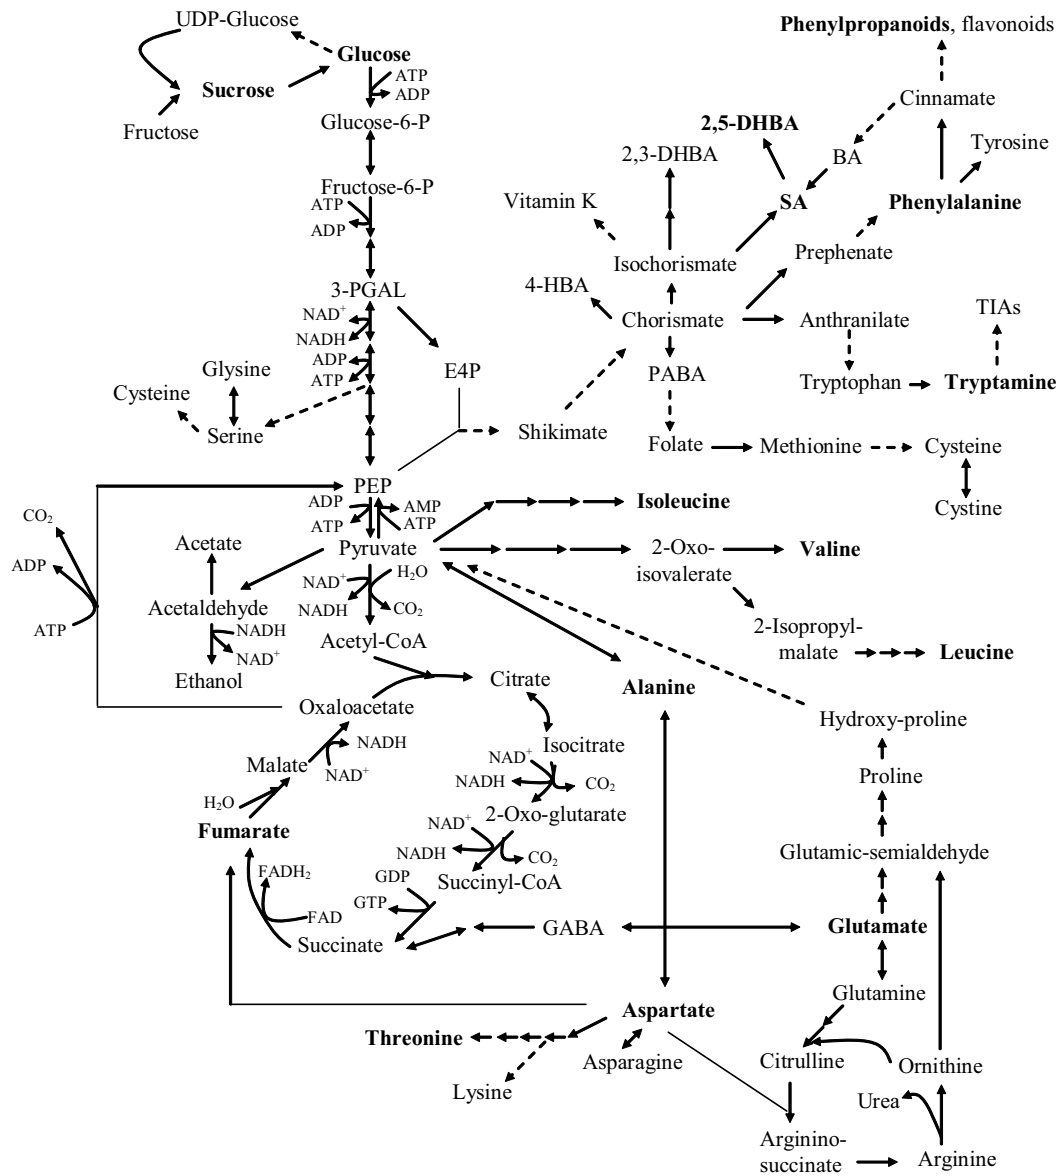 UDP-Glucose
Phenylpropanoids, flavonoids
Glucose
ATP
ADP
Sucrose
Cinnamate
Fructose
Glucose-6-P
2,5-DHBA
Tyrosine
2,3-DHBA
BA
Fructose-6-P
ATP
ADP
Vitamin K
SA
Phenylalanine
Prephenate
Isochorismate
3-PGAL
4-HBA
NAD+
NADH
Chorismate
Anthranilate
TIAs
ADP
ATP
Glysine
E4P
PABA
Cysteine
Tryptophan
Tryptamine
Serine
Shikimate
Folate
Methionine
Cysteine
PEP
ADP
AMP
Isoleucine
Cystine
CO2
ATP
ATP
Acetate
Pyruvate
2-Oxo-
isovalerate
Valine
ADP
NAD+
H2O
Acetaldehyde
NADH
CO2
ATP
NADH
NAD+
Acetyl-CoA
2-Isopropyl-
malate
Leucine
Ethanol
Citrate
Alanine
Oxaloacetate
Hydroxy-proline
NADH
Isocitrate
Malate
NAD+
NAD+
NADH
CO2
Proline
H2O
2-Oxo-glutarate
Fumarate
NAD+
NADH
CO2
Glutamic-semialdehyde
FADH2
GDP
Succinyl-CoA
GTP
FAD
Succinate
GABA
Glutamate
Glutamine
Aspartate
Threonine
Asparagine
Citrulline
Ornithine
Lysine
Urea
Arginino-
succinate
Arginine